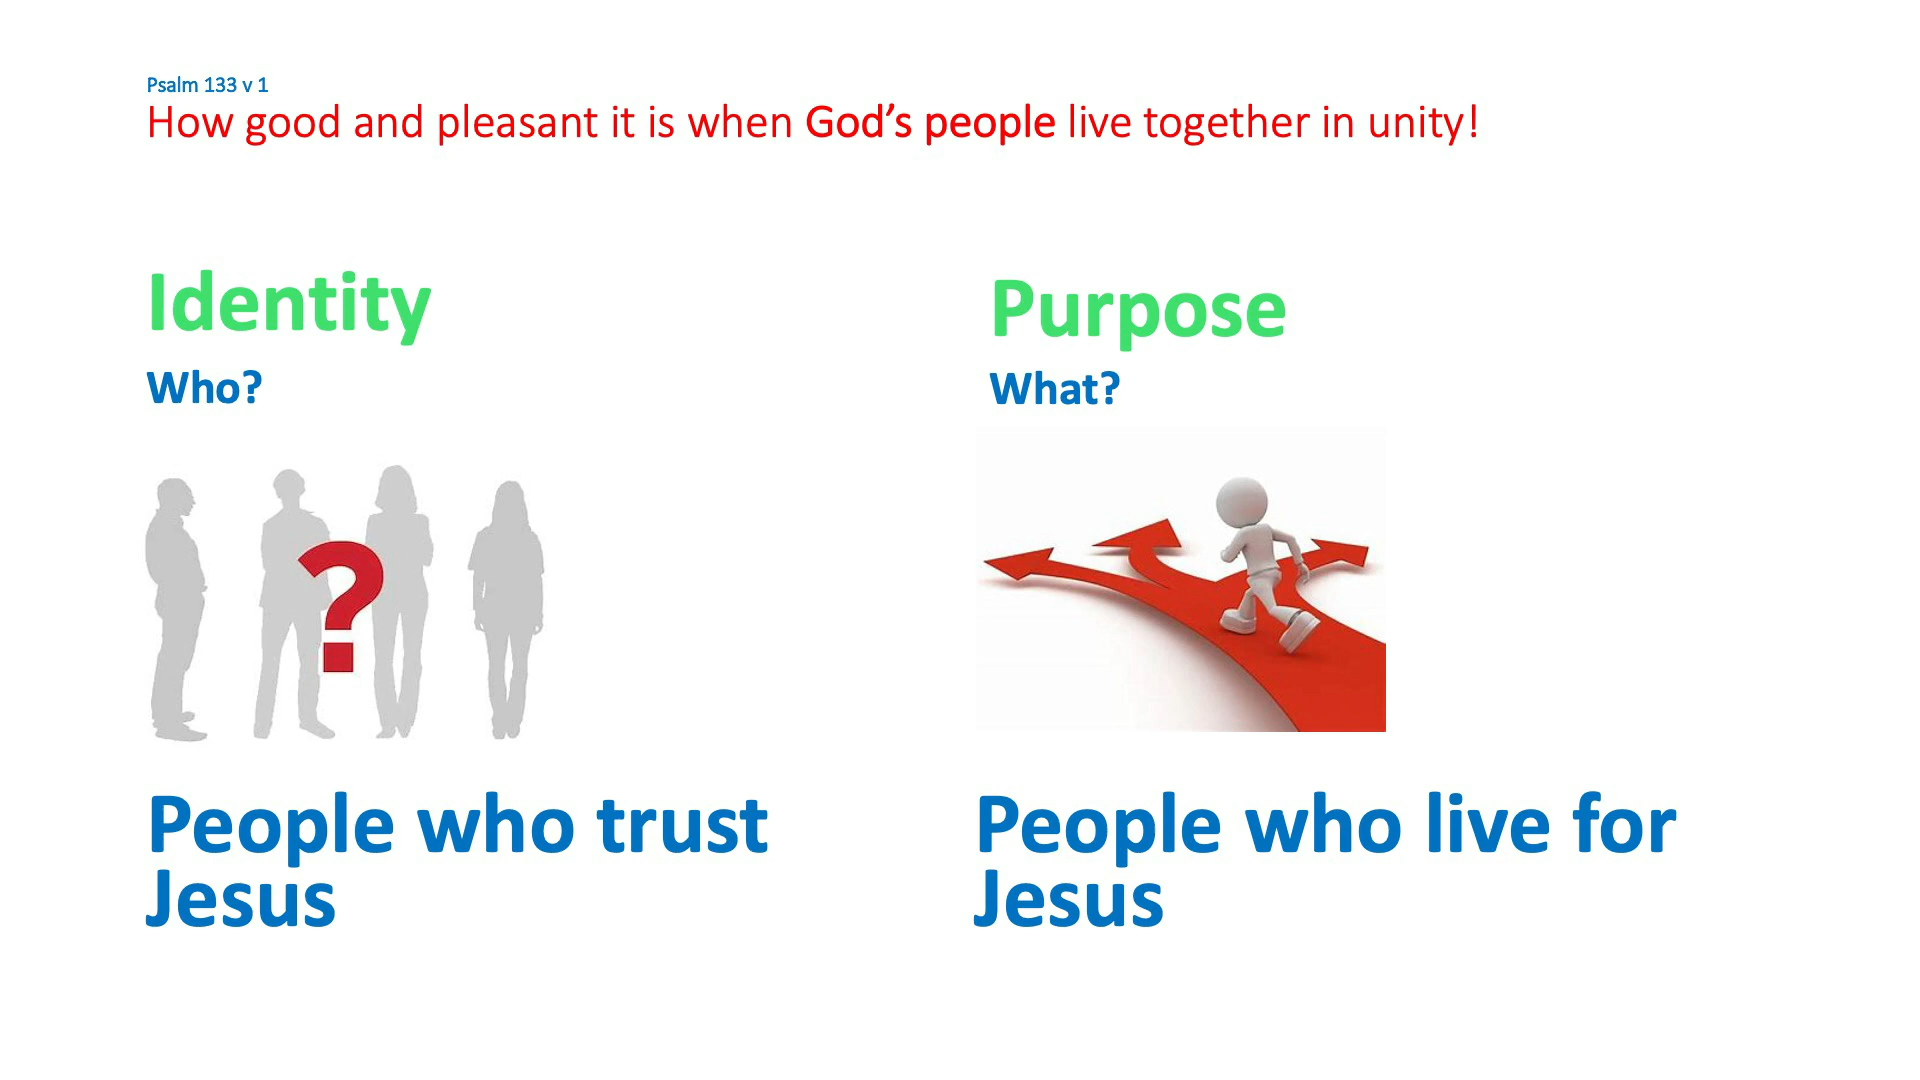 Psalm 133 v 1
How good and pleasant it is when God’s people live together in unity!
Identity
Who?
?
People who trust
Jesus
Purpose
What?
People who live for
Jesus